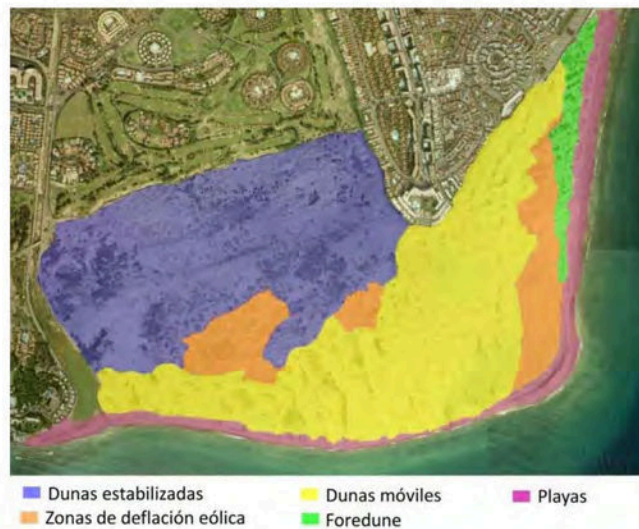 Dunas estabilizadas
Dunas móviles
Playas
Zonas de deflación eólica
Foredune